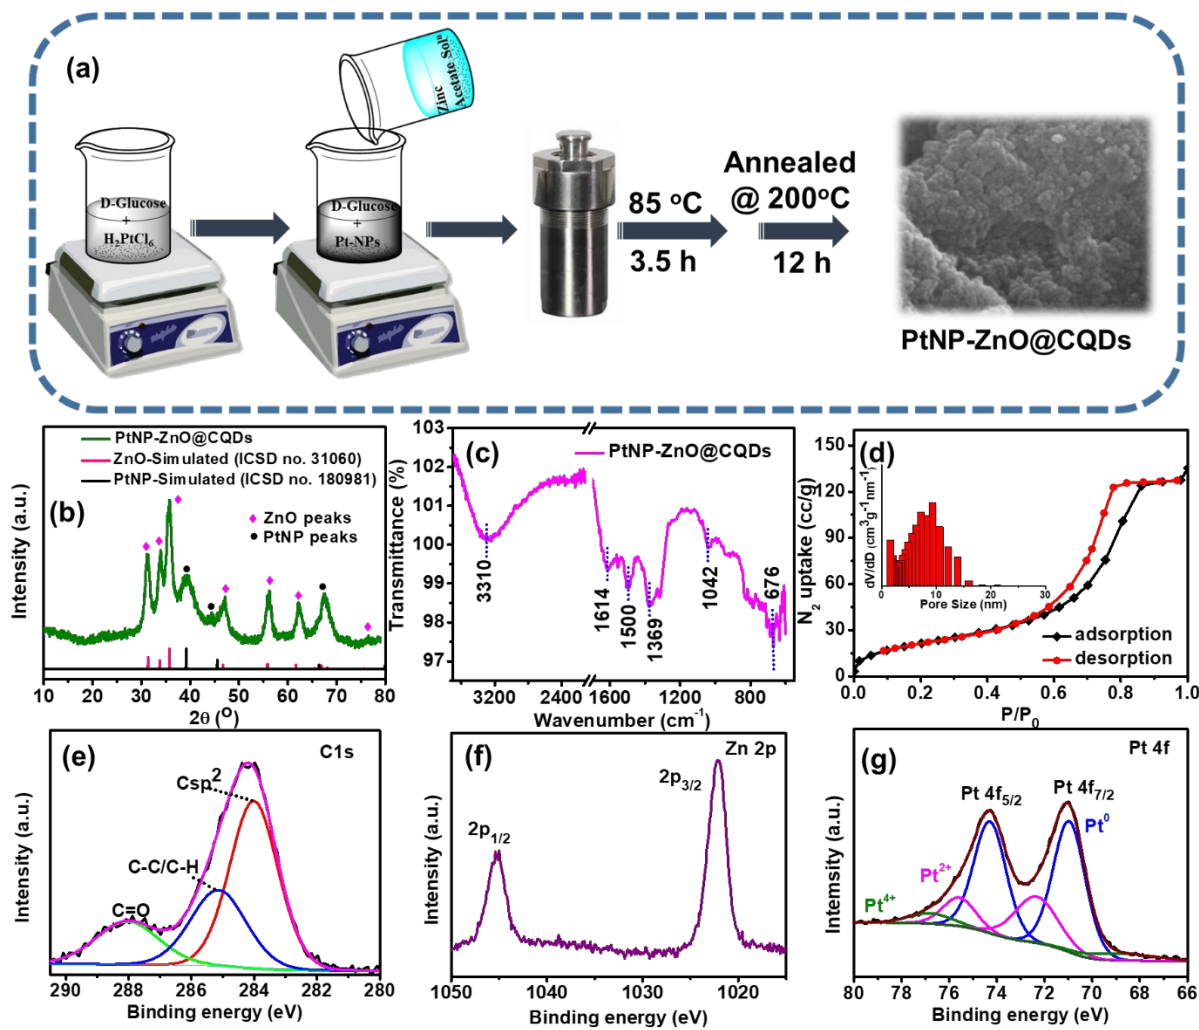 (a)
Zinc
Acetate Solⁿ
D-Glucose
+
H₂PtCl₆
D-Glucose
+
Pt-NPs
85 °C
3.5 h
Annealed
@ 200°C
12 h
PtNP-ZnO@CQDs
(b)
PtNP-ZnO@CQDs
ZnO-Simulated (ICSD no. 31060)
PtNP-Simulated (ICSD no. 180981)
ZnO peaks
PtNP peaks
Intensity (a.u.)
10 20 30 40 50 60 70 80
2θ (°)
(c)
PtNP-ZnO@CQDs
Transmittance (%)
103
102
101
100
99
98
97
3310
1614
1500
1369
1042
676
3200 2400 1600 1200 800
Wavenumber (cm⁻¹)
(d)
N₂ uptake (cc/g)
150
120
90
60
30
0
dV/dD (cm³g⁻¹ nm⁻¹)
0 10 20 30
Pore Size (nm)
adsorption
desorption
0.0 0.2 0.4 0.6 0.8 1.0
P/P₀
(e)
C1s
Csp²
C-C/C-H
C=O
Intensity (a.u.)
290 288 286 284 282 280
Binding energy (eV)
(f)
Zn 2p
2p₃/₂
2p₁/₂
Intensity (a.u.)
1050 1040 1030 1020
Binding energy (eV)
Pt 4f
(g)
Pt 4f₅/₂
Pt 4f₇/₂
Pt⁰
Pt²⁺
Pt⁴⁺
Intemsity (a.u.)
80 78 76 74 72 70 68 66
Binding energy (eV)